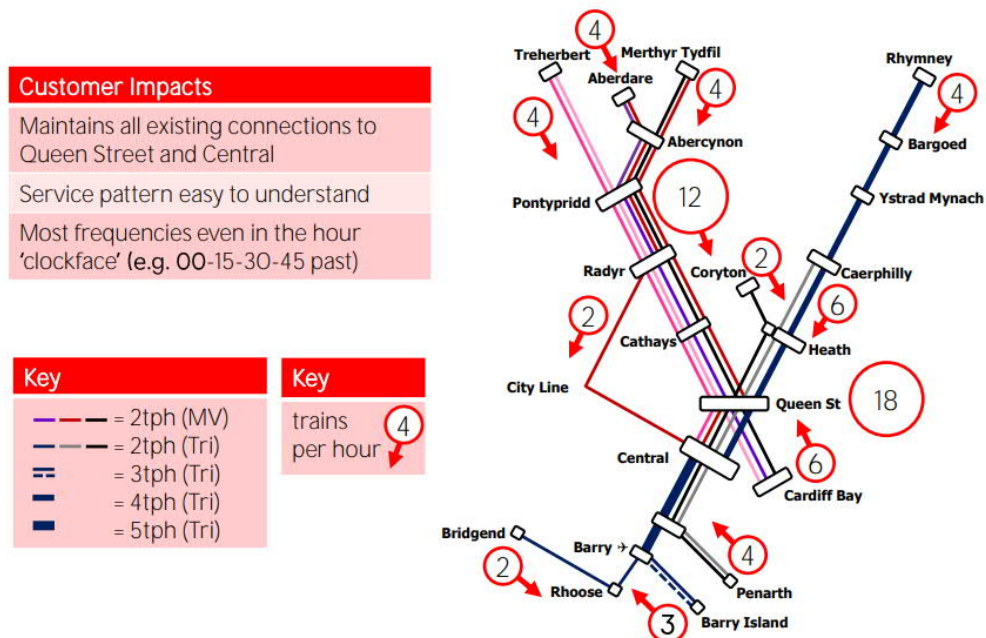 Customer Impacts
Maintains all existing connections to
Queen Street and Central
Service pattern easy to understand
Most frequencies even in the hour
'clockface' (e.g. 00-15-30-45 past)
Key
= 2tph (MV)
= 2tph (Tri)
= 3tph (Tri)
= 4tph (Tri)
= 5tph (Tri)
Key
trains
per hour
4
4
Treherbert
Merthyr Tydfil
Aberdare
Rhymney
4
4
4
Abercynon
Bargoed
Pontypridd
12
Ystrad Mynach
Radyr
Coryton
2
Caerphilly
2
6
Cathays
Heath
City Line
Queen St
18
Central
6
Cardiff Bay
Bridgend
Barry
4
2
Rhoose
Penarth
3
Barry Island